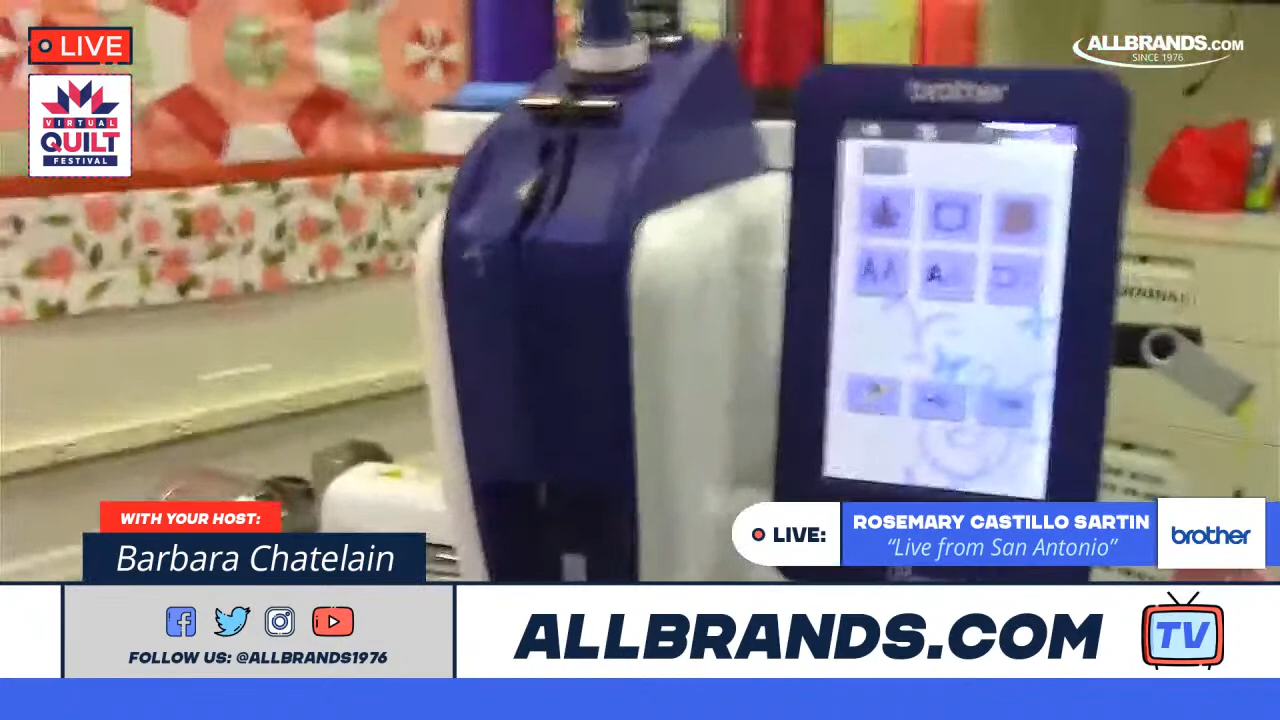 LIVE
VIRTUAL
QUILT
FESTIVAL
ALLBRANDS.COM
SINCE 1976
brother
AA
A
WITH YOUR HOST:
Barbara Chatelain
LIVE:
ROSEMARY CASTILLO SARTIN
“Live from San Antonio”
brother
FOLLOW US: @ALLBRANDS1976
ALLBRANDS.COM
TV